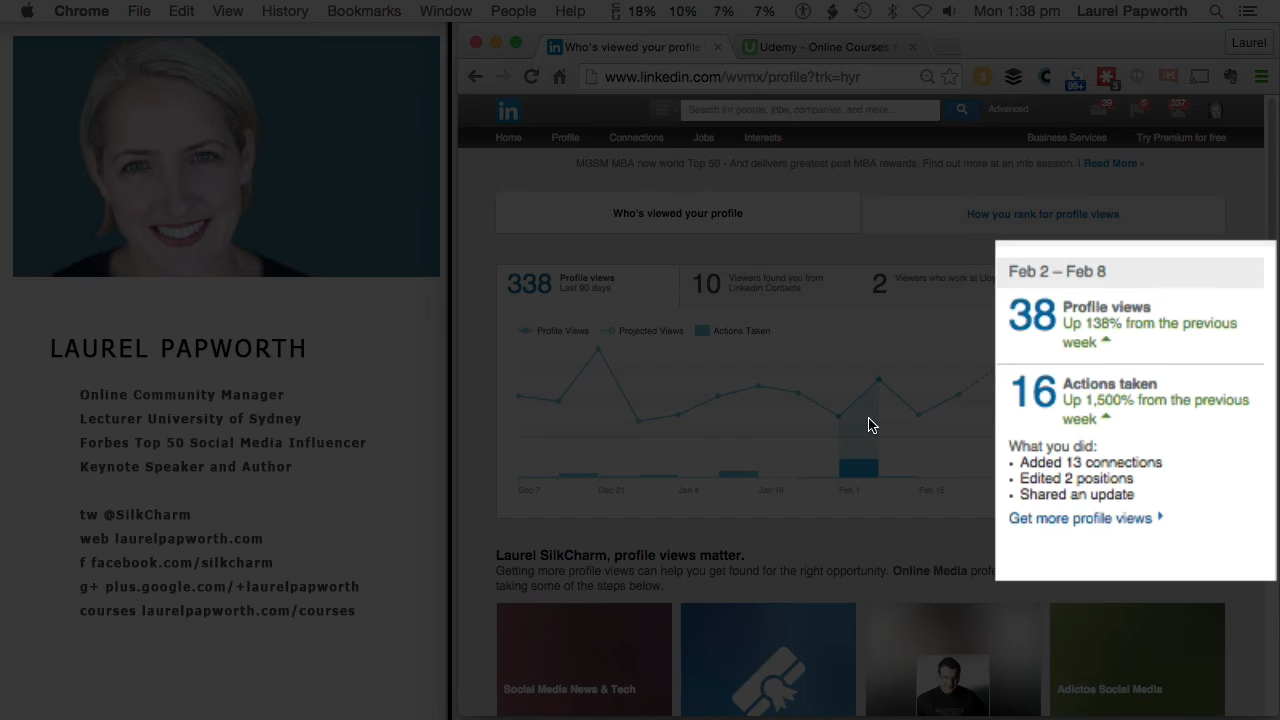 Chrome File Edit View History Bookmarks Window People Help 18% 10% 7% 7% Mon 1:38 pm Laurel Papworth
Who's viewed your profile
Udemy - Online Courses
Laurel
www.linkedin.com/wvmx/profile?trk=hyr
99+
3
in
Search for people, jobs, companies, and more...
Advanced
39
5
337
Home Profile Connections Jobs Interests Business Services Try Premium for free
MGSM MBA now world Top 50 - And delivers greatest post MBA rewards. Find out more at an info session. | Read More »
Who's viewed your profile
How you rank for profile views
338 Profile views
Last 90 days
10 Viewers found you from
LinkedIn Contacts
2 Viewers who work at
Profile Views Projected Views Actions Taken
Dec 7 Dec 21 Jan 4 Jan 18 Feb 1 Feb 15
Feb 2 – Feb 8
38 Profile views
Up 138% from the previous
week
16 Actions taken
Up 1,500% from the previous
week
What you did:
• Added 13 connections
• Edited 2 positions
• Shared an update
Get more profile views
Laurel SilkCharm, profile views matter.
Getting more profile views can help you get found for the right opportunity. Online Media
taking some of the steps below.
Social Media News & Tech
Adictos Social Media
LAUREL PAPWORTH
Online Community Manager
Lecturer University of Sydney
Forbes Top 50 Social Media Influencer
Keynote Speaker and Author
tw @SilkCharm
web laurelpapworth.com
f facebook.com/silkcharm
g+ plus.google.com/+laurelpapworth
courses laurelpapworth.com/courses